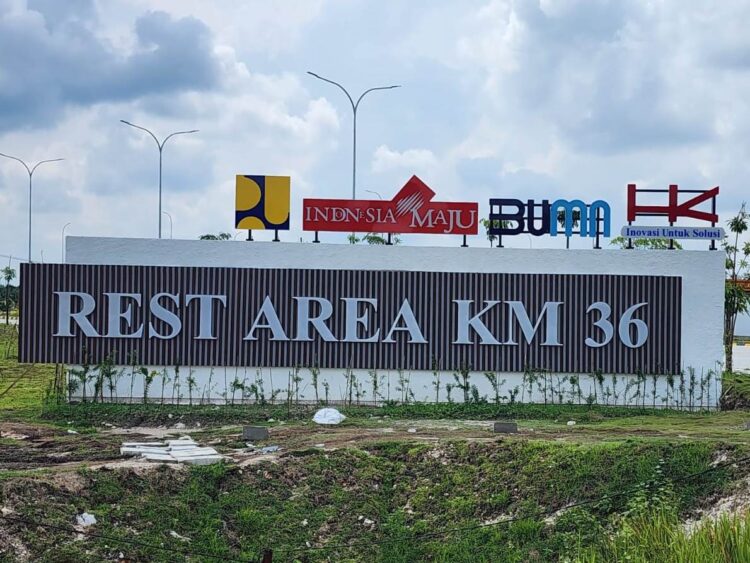 INDONESIA MAJU
BUMN
HK
Inovasi Untuk Solusi
REST AREA KM 36